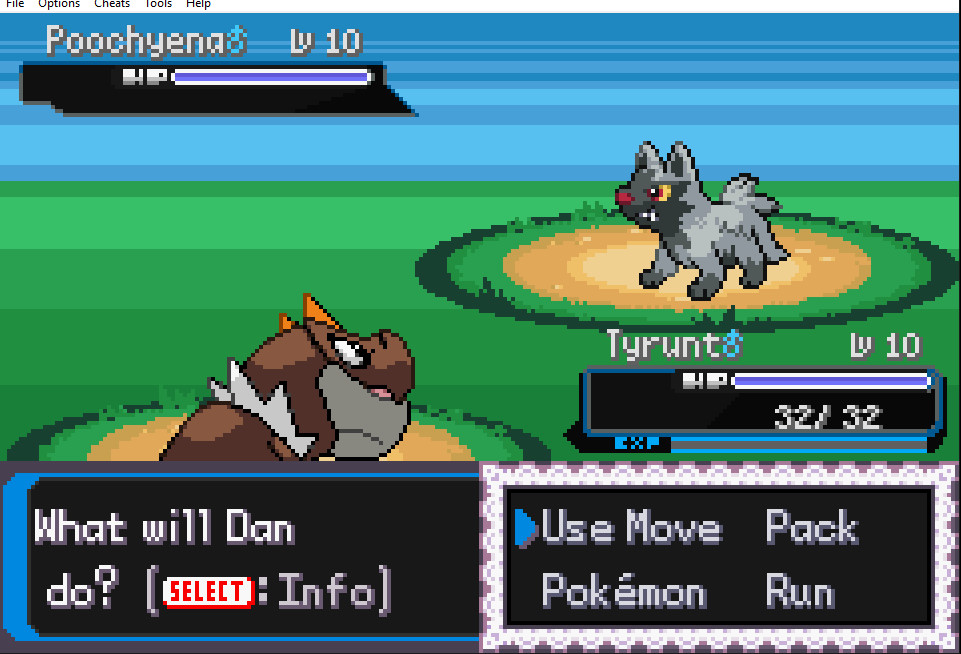 File Options Cheats Tools Help
Poochyena♂ Lv 10
HP
Tyrunt♂ Lv 10
HP
32/ 32
EXP
What will Dan
do? (SELECT: Info)
Use Move Pack
Pokémon Run